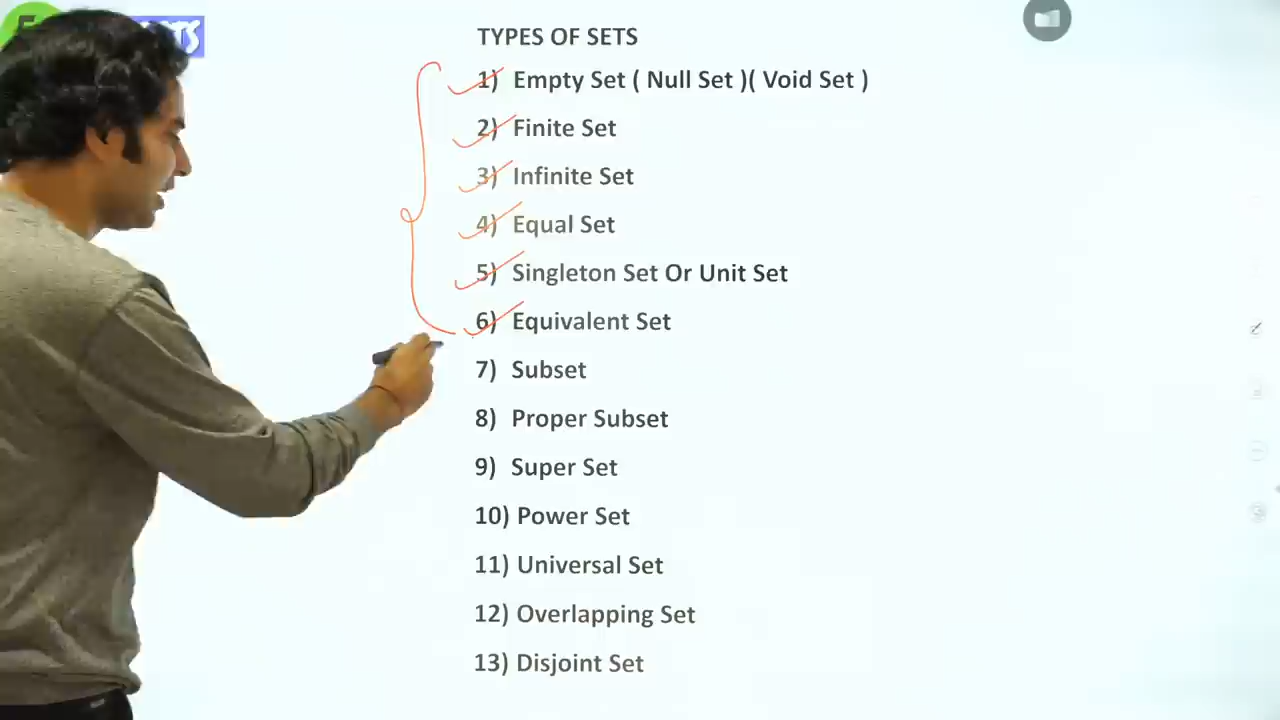 TYPES OF SETS
1) Empty Set ( Null Set )( Void Set )
2) Finite Set
3) Infinite Set
4) Equal Set
5) Singleton Set Or Unit Set
6) Equivalent Set
7) Subset
8) Proper Subset
9) Super Set
10) Power Set
11) Universal Set
12) Overlapping Set
13) Disjoint Set